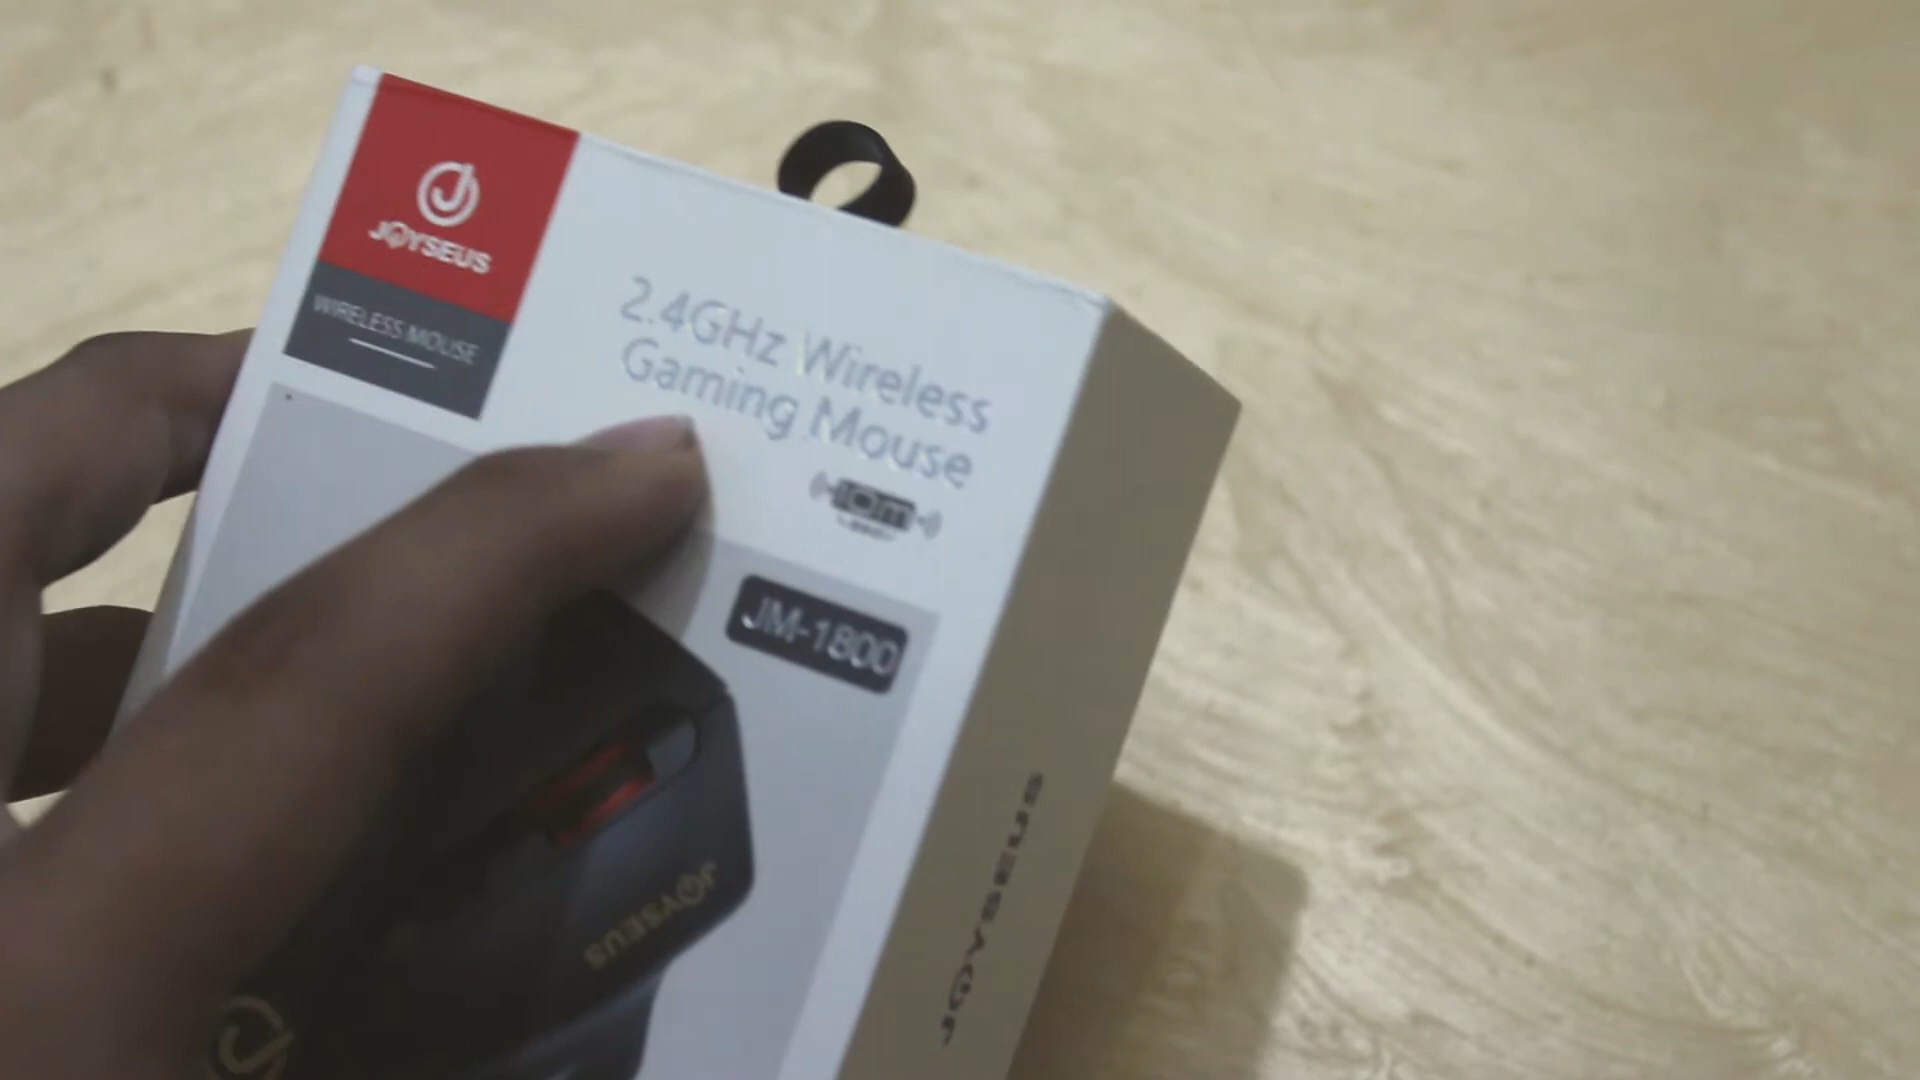 JOYSEUS
WIRELESS MOUSE
2.4GHz Wireless
Gaming Mouse
10m
JM-1800
JOYSEUS
JOYSEUS